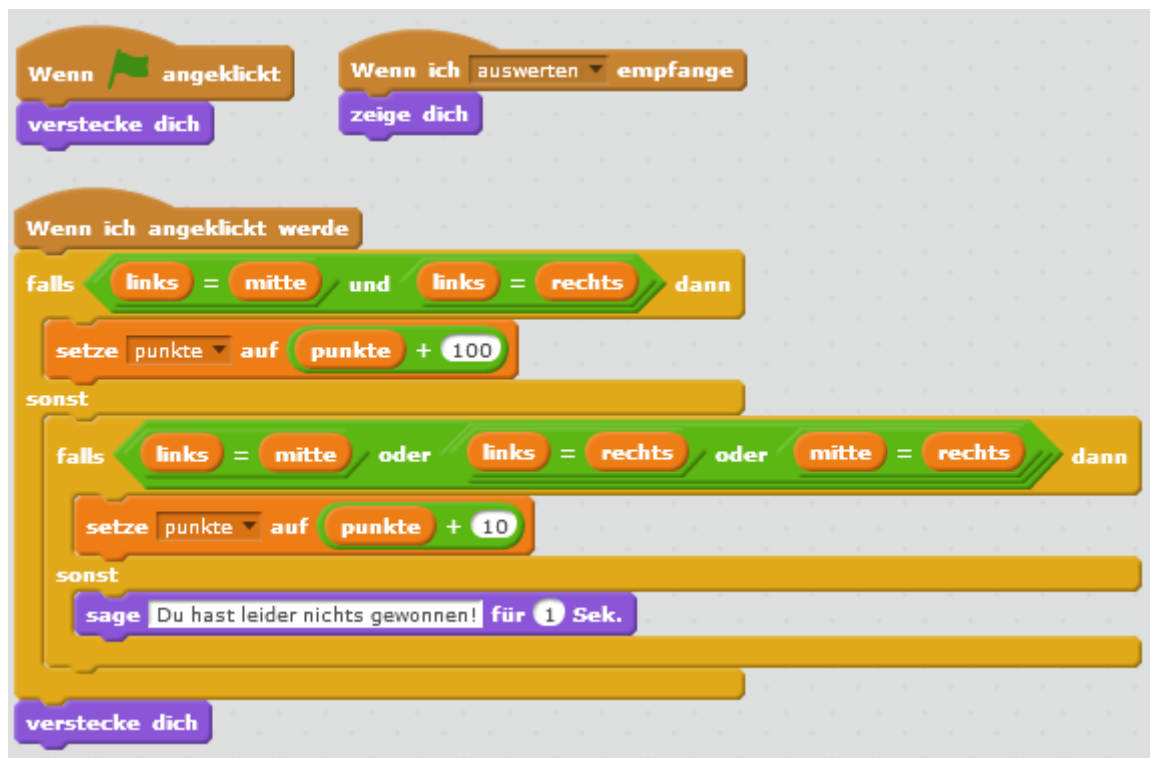 Wenn angeklickt
verstecke dich
Wenn ich auswerten empfange
zeige dich
Wenn ich angeklickt werde
falls links = mitte und links = rechts dann
setze punkte auf punkte + 100
sonst
falls links = mitte oder links = rechts oder mitte = rechts dann
setze punkte auf punkte + 10
sonst
sage Du hast leider nichts gewonnen! für 1 Sek.
verstecke dich